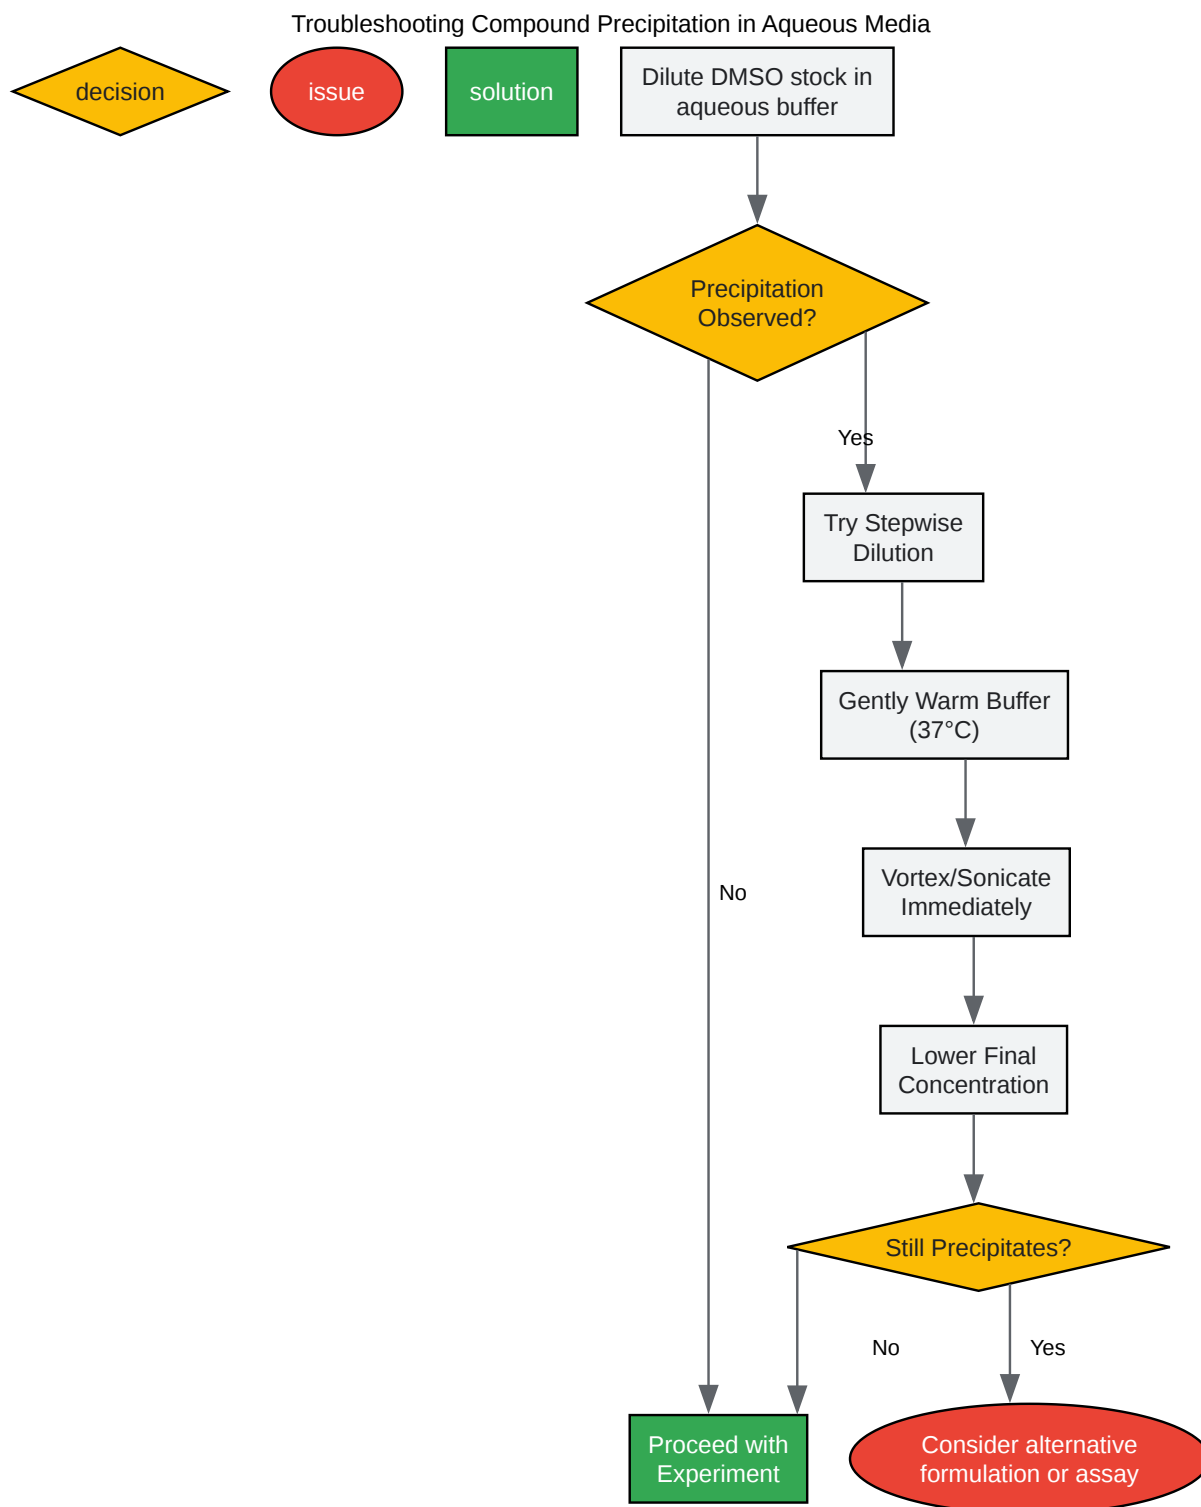 Troubleshooting Compound Precipitation in Aqueous Media
decision
issue
solution
Dilute DMSO stock in
aqueous buffer
Precipitation
Observed?
Yes
Try Stepwise
Dilution
Gently Warm Buffer
(37°C)
No
Vortex/Sonicate
Immediately
Lower Final
Concentration
Still Precipitates?
No
Yes
Proceed with
Experiment
Consider alternative
formulation or assay